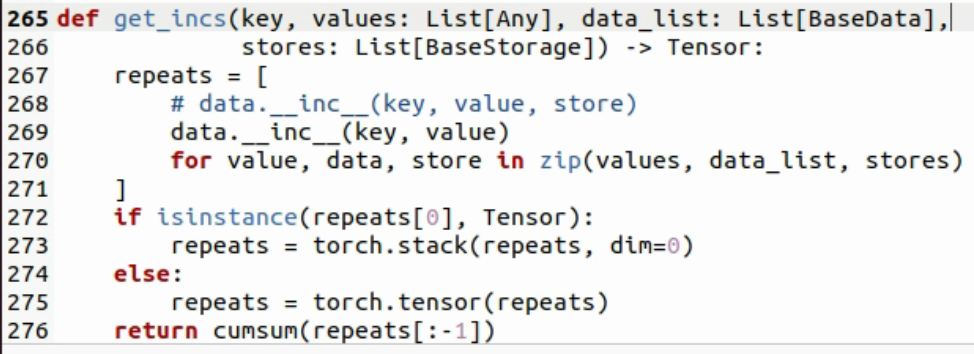 265 def get_incs(key, values: List[Any], data_list: List[BaseData],
266             stores: List[BaseStorage]) -> Tensor:
267     repeats = [
268         # data.__inc__(key, value, store)
269         data.__inc__(key, value)
270         for value, data, store in zip(values, data_list, stores)
271     ]
272     if isinstance(repeats[0], Tensor):
273         repeats = torch.stack(repeats, dim=0)
274     else:
275         repeats = torch.tensor(repeats)
276     return cumsum(repeats[:-1])